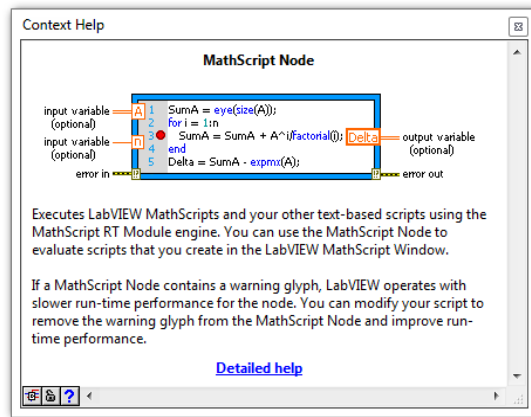 Context Help
MathScript Node
input variable
(optional)
input variable
(optional)
error in
A
n
1 SumA = eye(size(A));
2 for i = 1:n
3 SumA = SumA + A^i/factorial(i);
4 end
5 Delta = SumA - expmx(A);
Delta
output variable
(optional)
error out
Executes LabVIEW MathScripts and your other text-based scripts using the
MathScript RT Module engine. You can use the MathScript Node to
evaluate scripts that you create in the LabVIEW MathScript Window.
If a MathScript Node contains a warning glyph, LabVIEW operates with
slower run-time performance for the node. You can modify your script to
remove the warning glyph from the MathScript Node and improve run-
time performance.
Detailed help
?